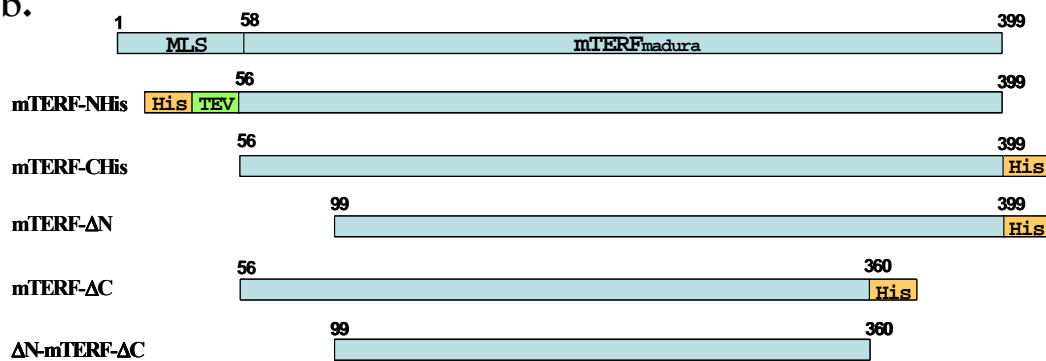 b.
1 58 399
MLS mTERFmadura
56 399
mTERF-NHis His TEV
56 399
mTERF-CHis His
99 399
mTERF-ΔN His
56 360
mTERF-ΔC His
99 360
ΔN-mTERF-ΔC